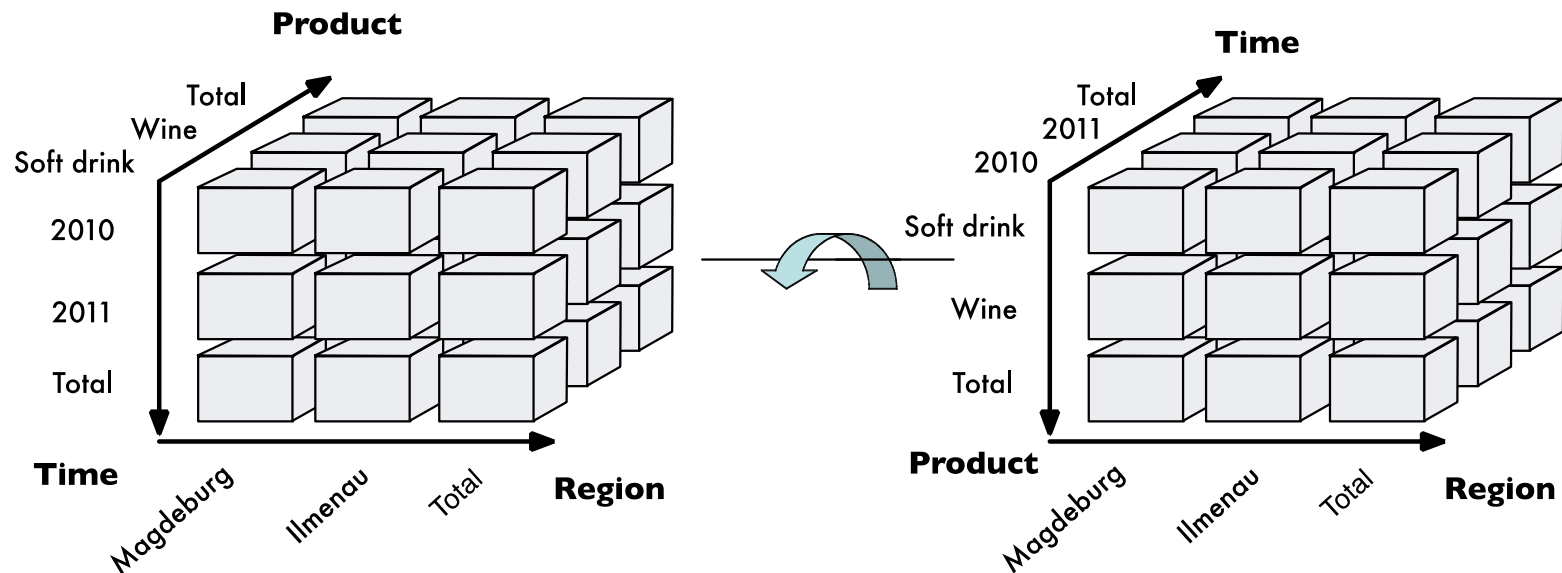 Product
Total
Wine
Soft drink
2010
2011
Total
Time
Magdeburg
Ilmenau
Total
Region
Time
Total
2011
2010
Soft drink
Wine
Total
Product
Magdeburg
Ilmenau
Total
Region